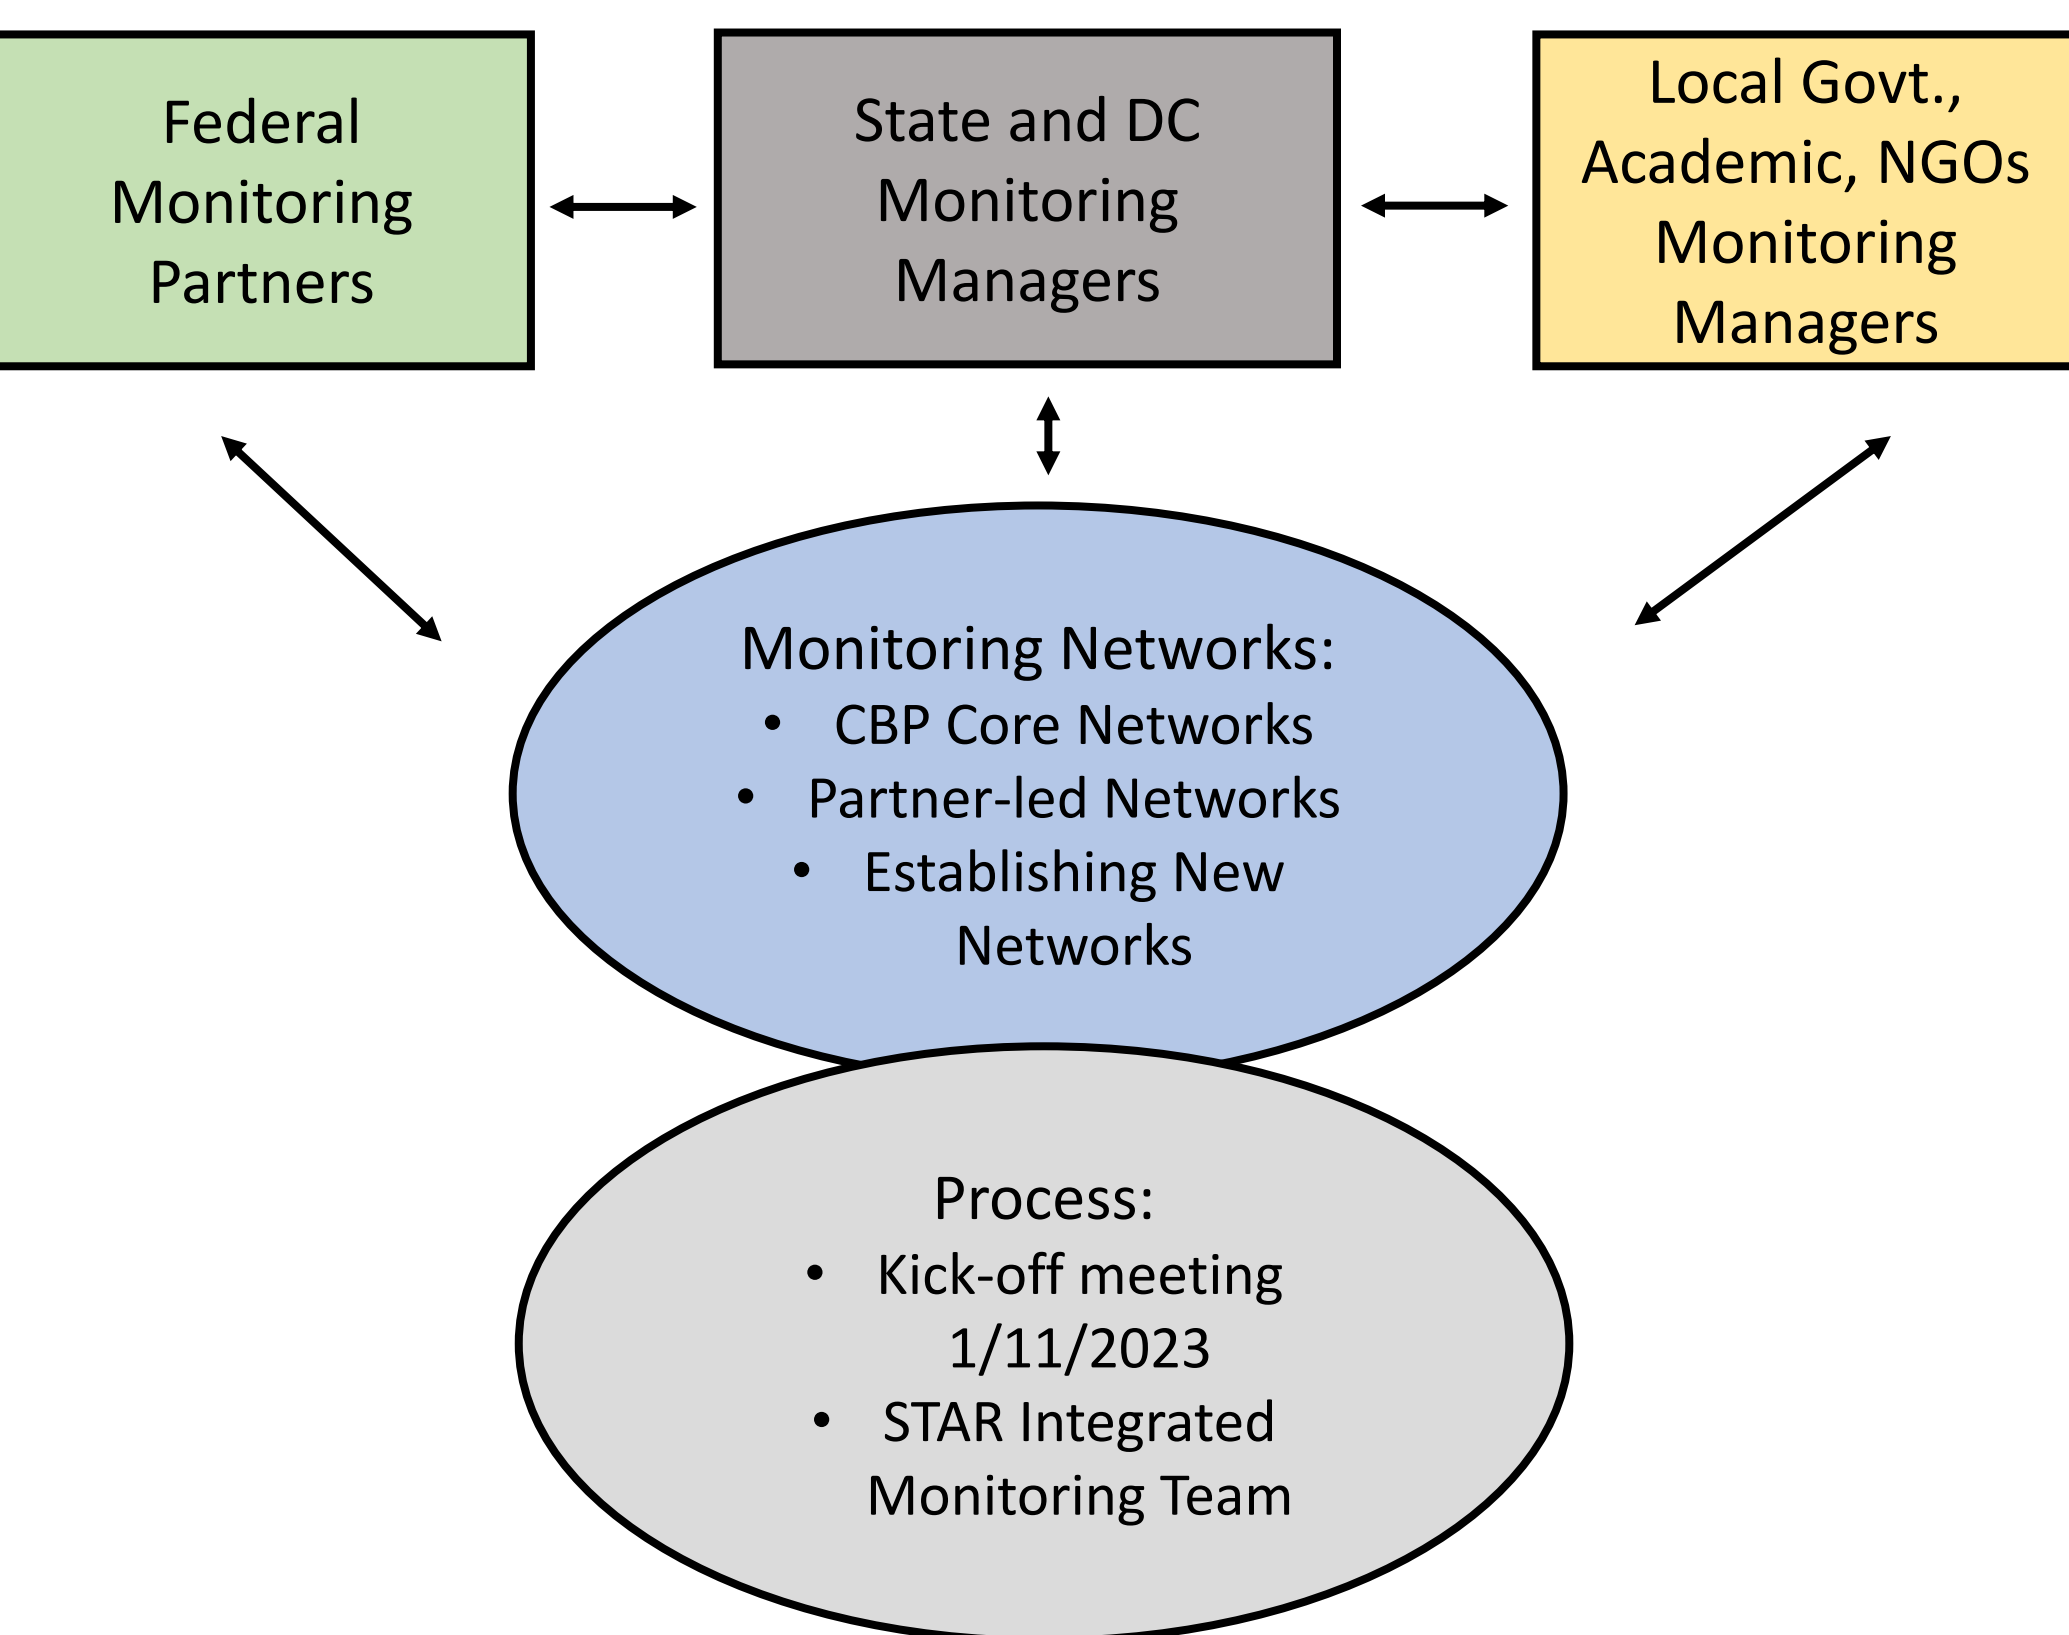 Federal
Monitoring
Partners
State and DC
Monitoring
Managers
Local Govt.,
Academic, NGOs
Monitoring
Managers
Monitoring Networks:
• CBP Core Networks
• Partner-led Networks
• Establishing New
Networks
Process:
• Kick-off meeting
1/11/2023
• STAR Integrated
Monitoring Team